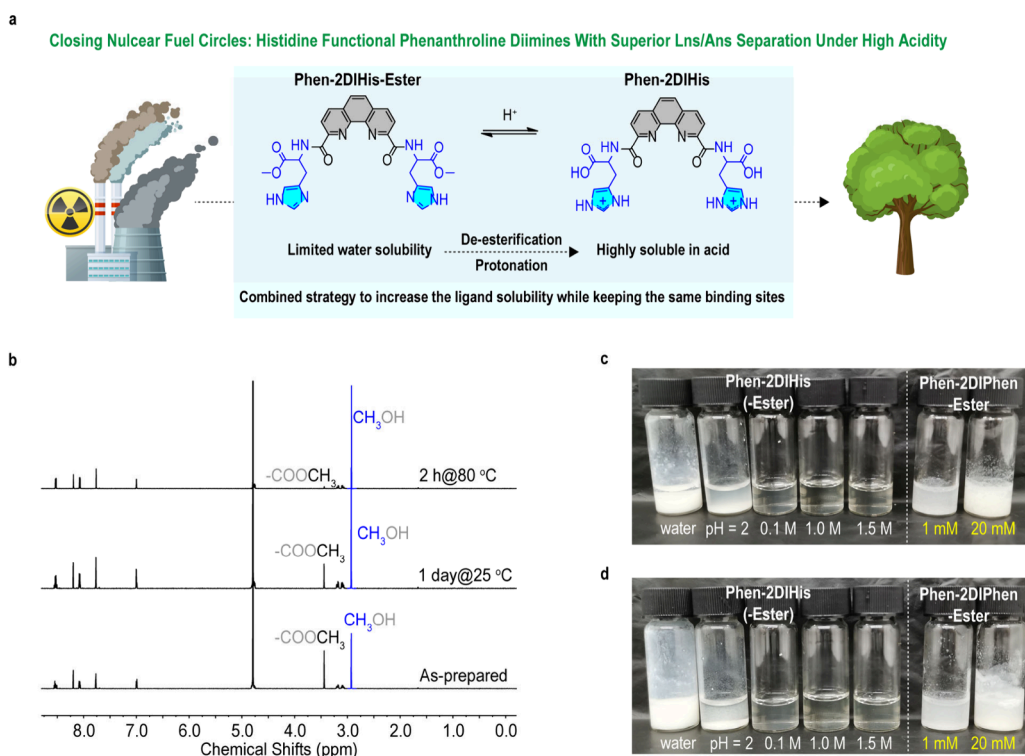 a
Closing Nulcear Fuel Circles: Histidine Functional Phenanthroline Diimines With Superior Lns/Ans Separation Under High Acidity
Phen-2DIHis-Ester
Phen-2DIHis
H⁺
N N
NH HN
O O
O O
O O
N N
HN NH
N N
NH HN
O O
O O
HO OH
HN + NH
HN + NH
Limited water solubility
De-esterification
Protonation
Highly soluble in acid
Combined strategy to increase the ligand solubility while keeping the same binding sites
b
CH₃OH
-COOCH₃
2 h@80 °C
CH₃OH
-COOCH₃
1 day@25 °C
CH₃OH
-COOCH₃
As-prepared
8.0 7.0 6.0 5.0 4.0 3.0 2.0 1.0 0.0
Chemical Shifts (ppm)
c
Phen-2DIHis
(-Ester)
Phen-2DIPhen
-Ester
water pH = 2 0.1 M 1.0 M 1.5 M 1 mM 20 mM
d
Phen-2DIHis
(-Ester)
Phen-2DIPhen
-Ester
water pH = 2 0.1 M 1.0 M 1.5 M 1 mM 20 mM